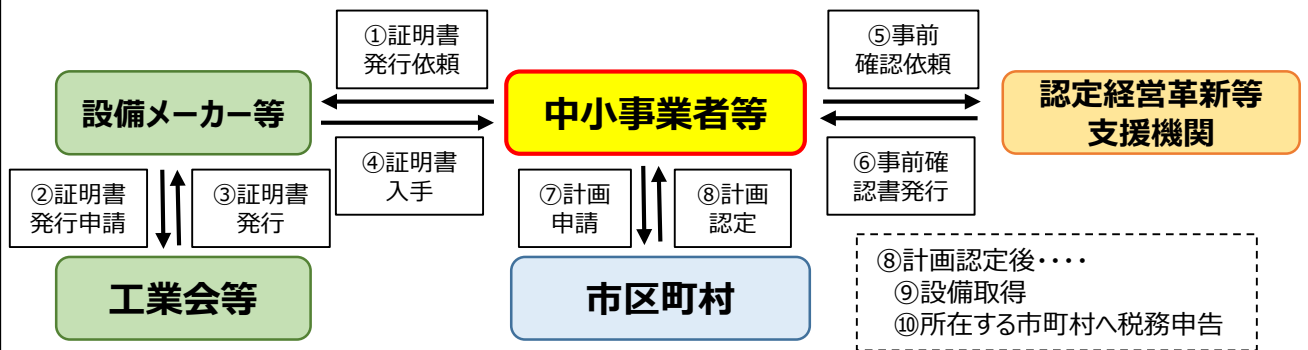 ①証明書
発行依頼
⑤事前
確認依頼
設備メーカー等
中小事業者等
認定経営革新等
支援機関
②証明書
発行申請
③証明書
発行
④証明書
入手
⑦計画
申請
⑧計画
認定
⑥事前確
認書発行
工業会等
市区町村
⑧計画認定後････
⑨設備取得
⑩所在する市町村へ税務申告